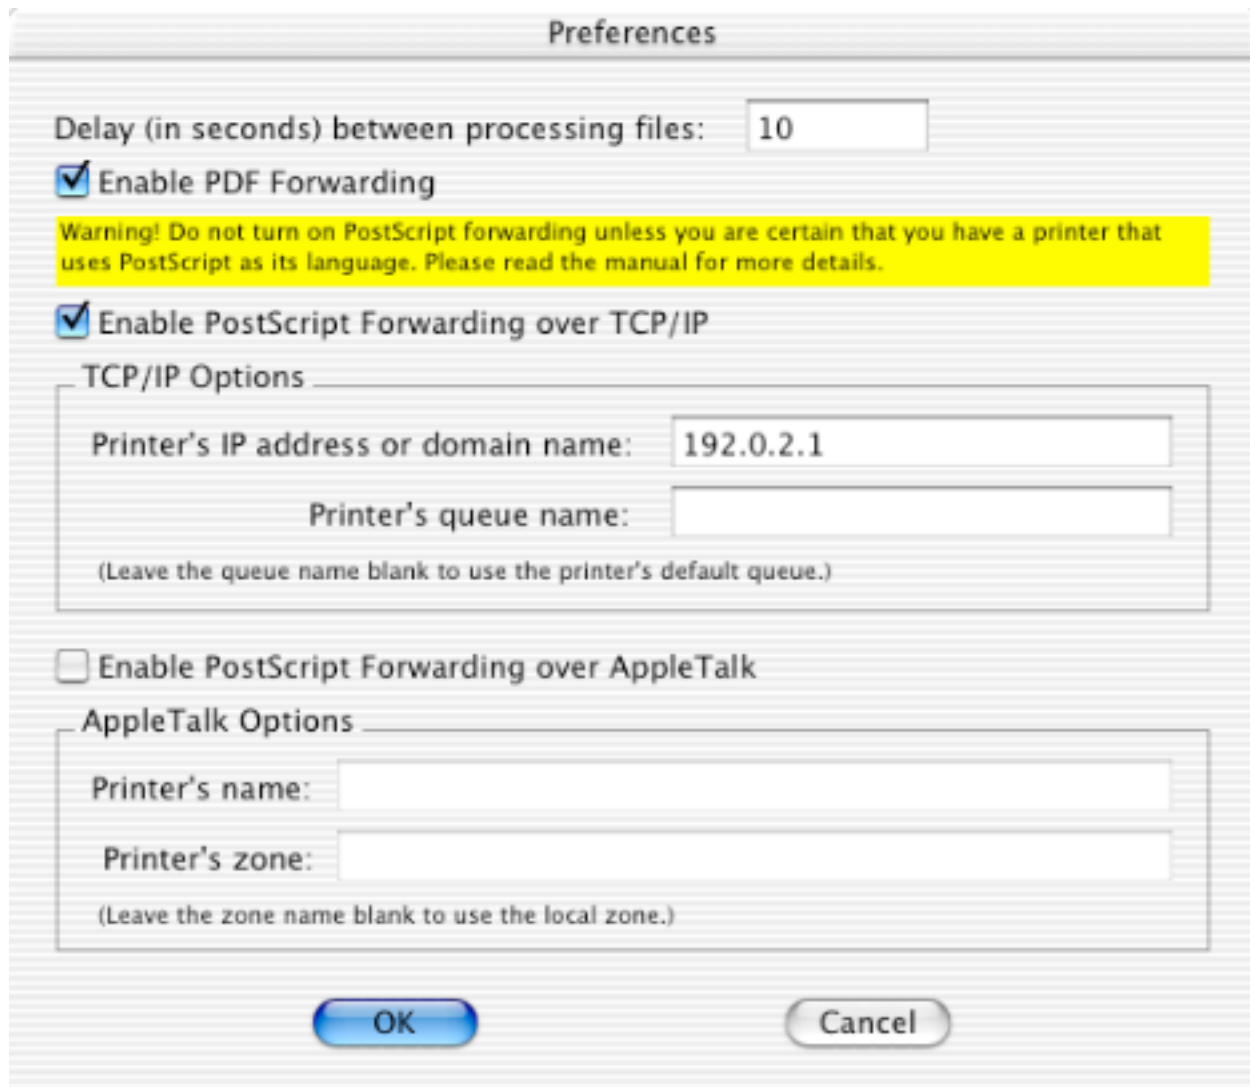 Preferences
Delay (in seconds) between processing files: 10
Enable PDF Forwarding
Warning! Do not turn on PostScript forwarding unless you are certain that you have a printer that
uses PostScript as its language. Please read the manual for more details.
Enable PostScript Forwarding over TCP/IP
TCP/IP Options
Printer's IP address or domain name: 192.0.2.1
Printer's queue name:
(Leave the queue name blank to use the printer's default queue.)
Enable PostScript Forwarding over AppleTalk
AppleTalk Options
Printer's name:
Printer's zone:
(Leave the zone name blank to use the local zone.)
OK Cancel